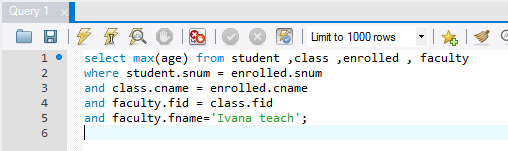 Query 1
Limit to 1000 rows
1 select max(age) from student ,class ,enrolled , faculty
2 where student.snum = enrolled.snum
3 and class.cname = enrolled.cname
4 and faculty.fid = class.fid
5 and faculty.fname='Ivana teach';
6